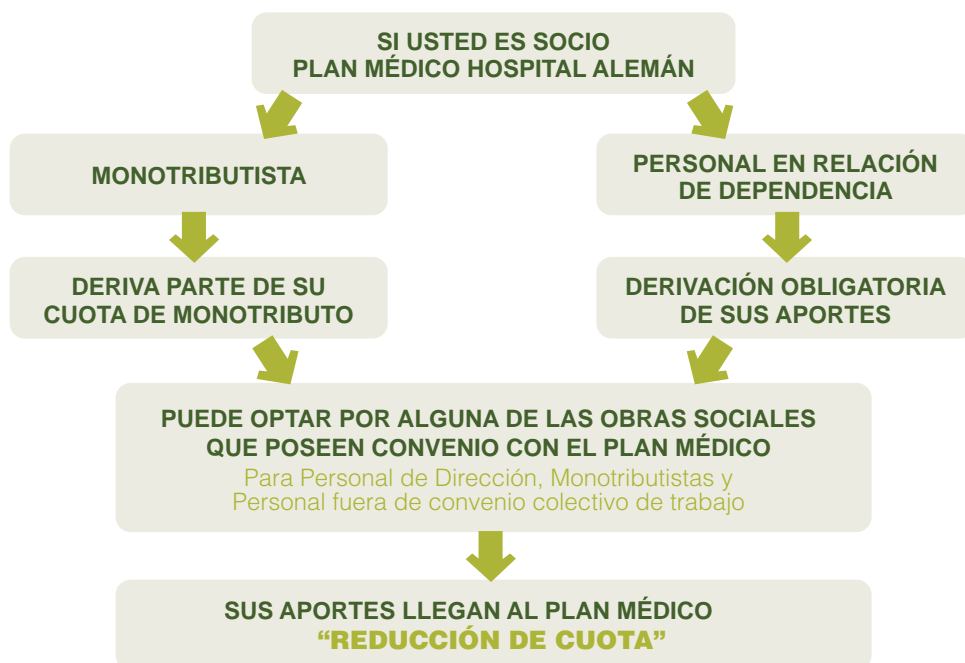 SI USTED ES SOCIO
PLAN MÉDICO HOSPITAL ALEMÁN
MONOTRIBUTISTA
PERSONAL EN RELACIÓN
DE DEPENDENCIA
DERIVA PARTE DE SU
CUOTA DE MONOTRIBUTO
DERIVACIÓN OBLIGATORIA
DE SUS APORTES
PUEDE OPTAR POR ALGUNA DE LAS OBRAS SOCIALES
QUE POSEEN CONVENIO CON EL PLAN MÉDICO
Para Personal de Dirección, Monotributistas y
Personal fuera de convenio colectivo de trabajo
SUS APORTES LLEGAN AL PLAN MÉDICO
“REDUCCIÓN DE CUOTA”